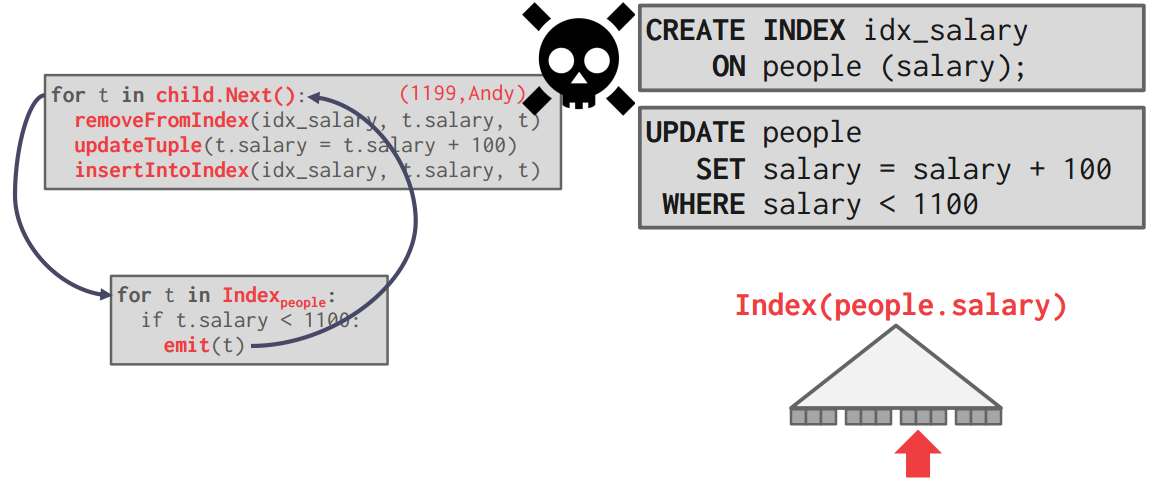 CREATE INDEX idx_salary
ON people (salary);
for t in child.Next():
(1199,Andy)
removeFromIndex(idx_salary, t.salary, t)
updateTuple(t.salary = t.salary + 100)
insertIntoIndex(idx_salary, t.salary, t)
UPDATE people
SET salary = salary + 100
WHERE salary < 1100
for t in Indexpeople:
if t.salary < 1100:
emit(t)
Index(people.salary)